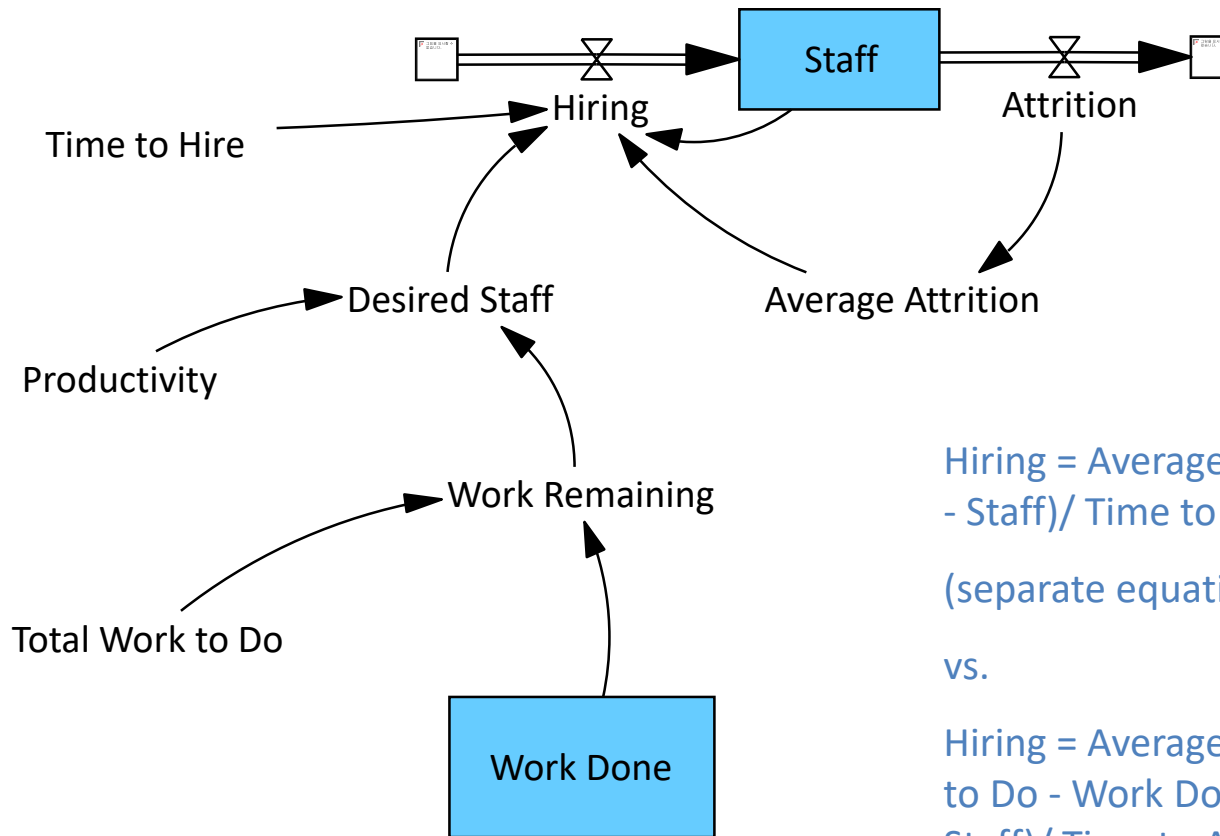 Staff
Hiring
Attrition
Time to Hire
Desired Staff
Average Attrition
Productivity
Hiring = Average
- Staff)/ Time to
Work Remaining
(separate equati
Total Work to Do
vs.
Work Done
Hiring = Average
to Do - Work Do